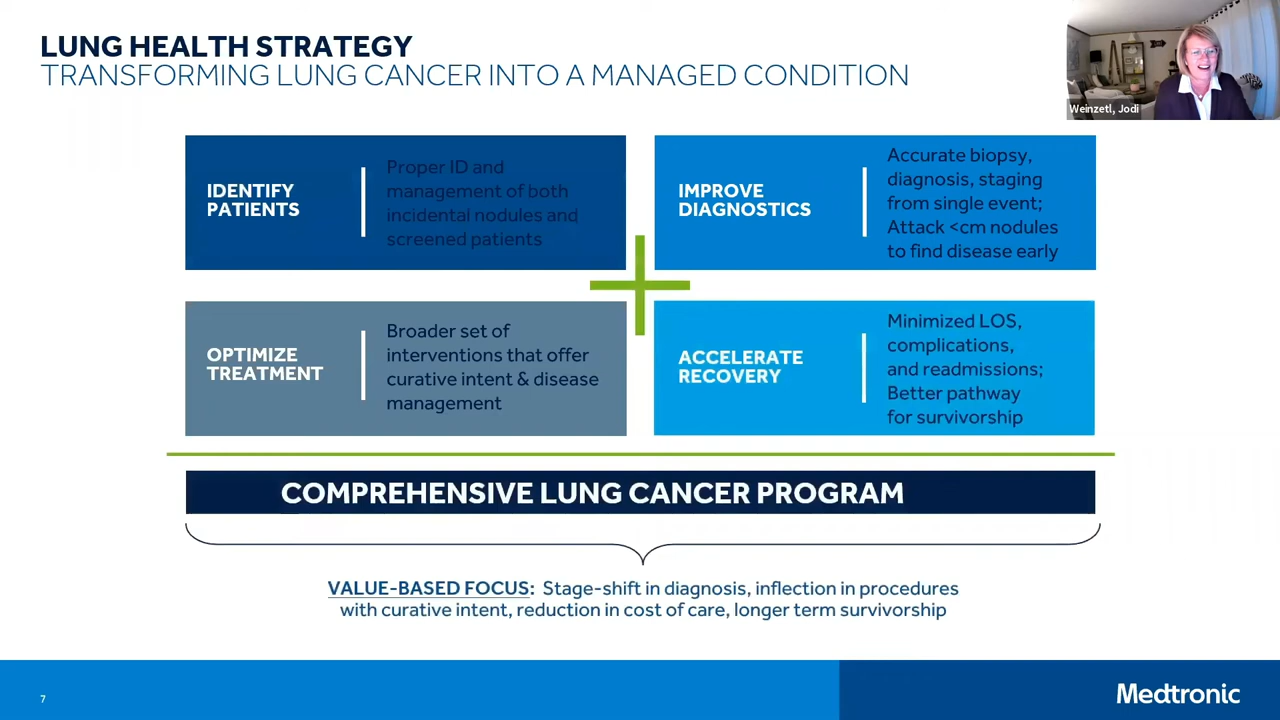 LUNG HEALTH STRATEGY
TRANSFORMING LUNG CANCER INTO A MANAGED CONDITION
Weinzetl, Jodi
IDENTIFY
PATIENTS
Proper ID and
management of both
incidental nodules and
screened patients
IMPROVE
DIAGNOSTICS
Accurate biopsy,
diagnosis, staging
from single event;
Attack <cm nodules
to find disease early
OPTIMIZE
TREATMENT
Broader set of
interventions that offer
curative intent & disease
management
ACCELERATE
RECOVERY
Minimized LOS,
complications,
and readmissions;
Better pathway
for survivorship
COMPREHENSIVE LUNG CANCER PROGRAM
VALUE-BASED FOCUS: Stage-shift in diagnosis, inflection in procedures
with curative intent, reduction in cost of care, longer term survivorship
7
Medtronic